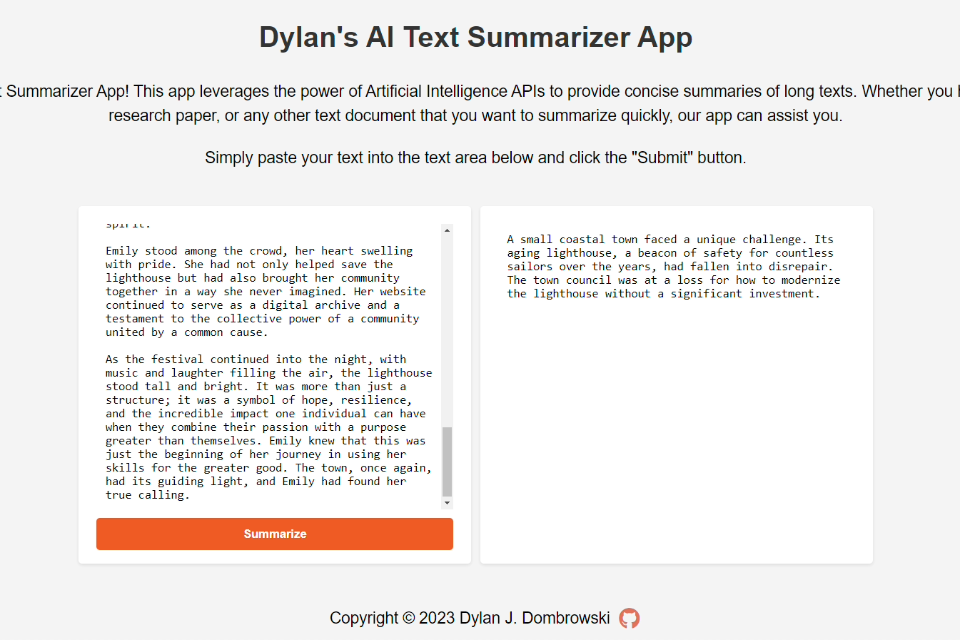 Dylan's AI Text Summarizer App
Summarizer App! This app leverages the power of Artificial Intelligence APIs to provide concise summaries of long texts. Whether you
research paper, or any other text document that you want to summarize quickly, our app can assist you.
Simply paste your text into the text area below and click the "Submit" button.
spirit.
Emily stood among the crowd, her heart swelling
with pride. She had not only helped save the
lighthouse but had also brought her community
together in a way she never imagined. Her website
continued to serve as a digital archive and a
testament to the collective power of a community
united by a common cause.
As the festival continued into the night, with
music and laughter filling the air, the lighthouse
stood tall and bright. It was more than just a
structure; it was a symbol of hope, resilience,
and the incredible impact one individual can have
when they combine their passion with a purpose
greater than themselves. Emily knew that this was
just the beginning of her journey in using her
skills for the greater good. The town, once again,
had its guiding light, and Emily had found her
true calling.
Summarize
A small coastal town faced a unique challenge. Its
aging lighthouse, a beacon of safety for countless
sailors over the years, had fallen into disrepair.
The town council was at a loss for how to modernize
the lighthouse without a significant investment.
Copyright © 2023 Dylan J. Dombrowski